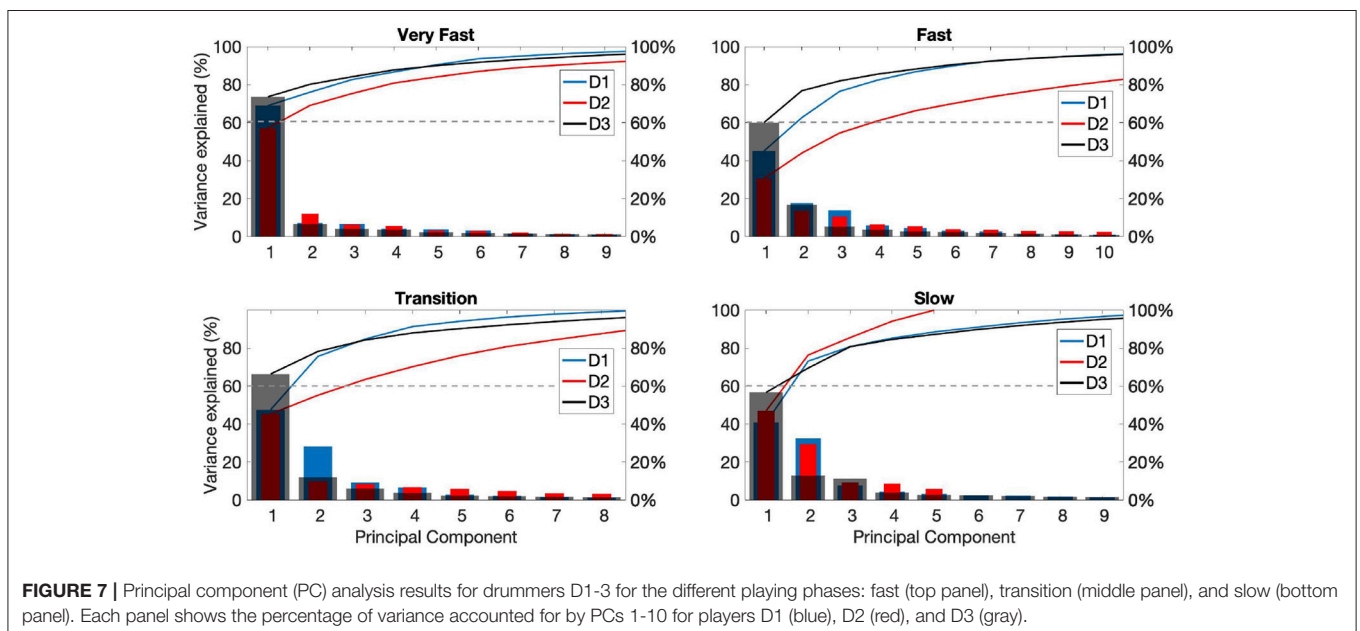 Very Fast
Variance explained (%)
100 80 60 40 20 0
100% 80% 60% 40% 20% 0%
D1
D2
D3
1 2 3 4 5 6 7 8 9
Fast
100 80 60 40 20 0
100% 80% 60% 40% 20% 0%
D1
D2
D3
1 2 3 4 5 6 7 8 9 10
Transition
Variance explained (%)
100 80 60 40 20 0
80% 60% 40% 20% 0%
D1
D2
D3
1 2 3 4 5 6 7 8
Principal Component
Slow
100 80 60 40 20 0
100% 80% 60% 40% 20% 0%
D1
D2
D3
1 2 3 4 5 6 7 8 9
Principal Component
FIGURE 7 | Principal component (PC) analysis results for drummers D1-3 for the different playing phases: fast (top panel), transition (middle panel), and slow (bottom
panel). Each panel shows the percentage of variance accounted for by PCs 1-10 for players D1 (blue), D2 (red), and D3 (gray).